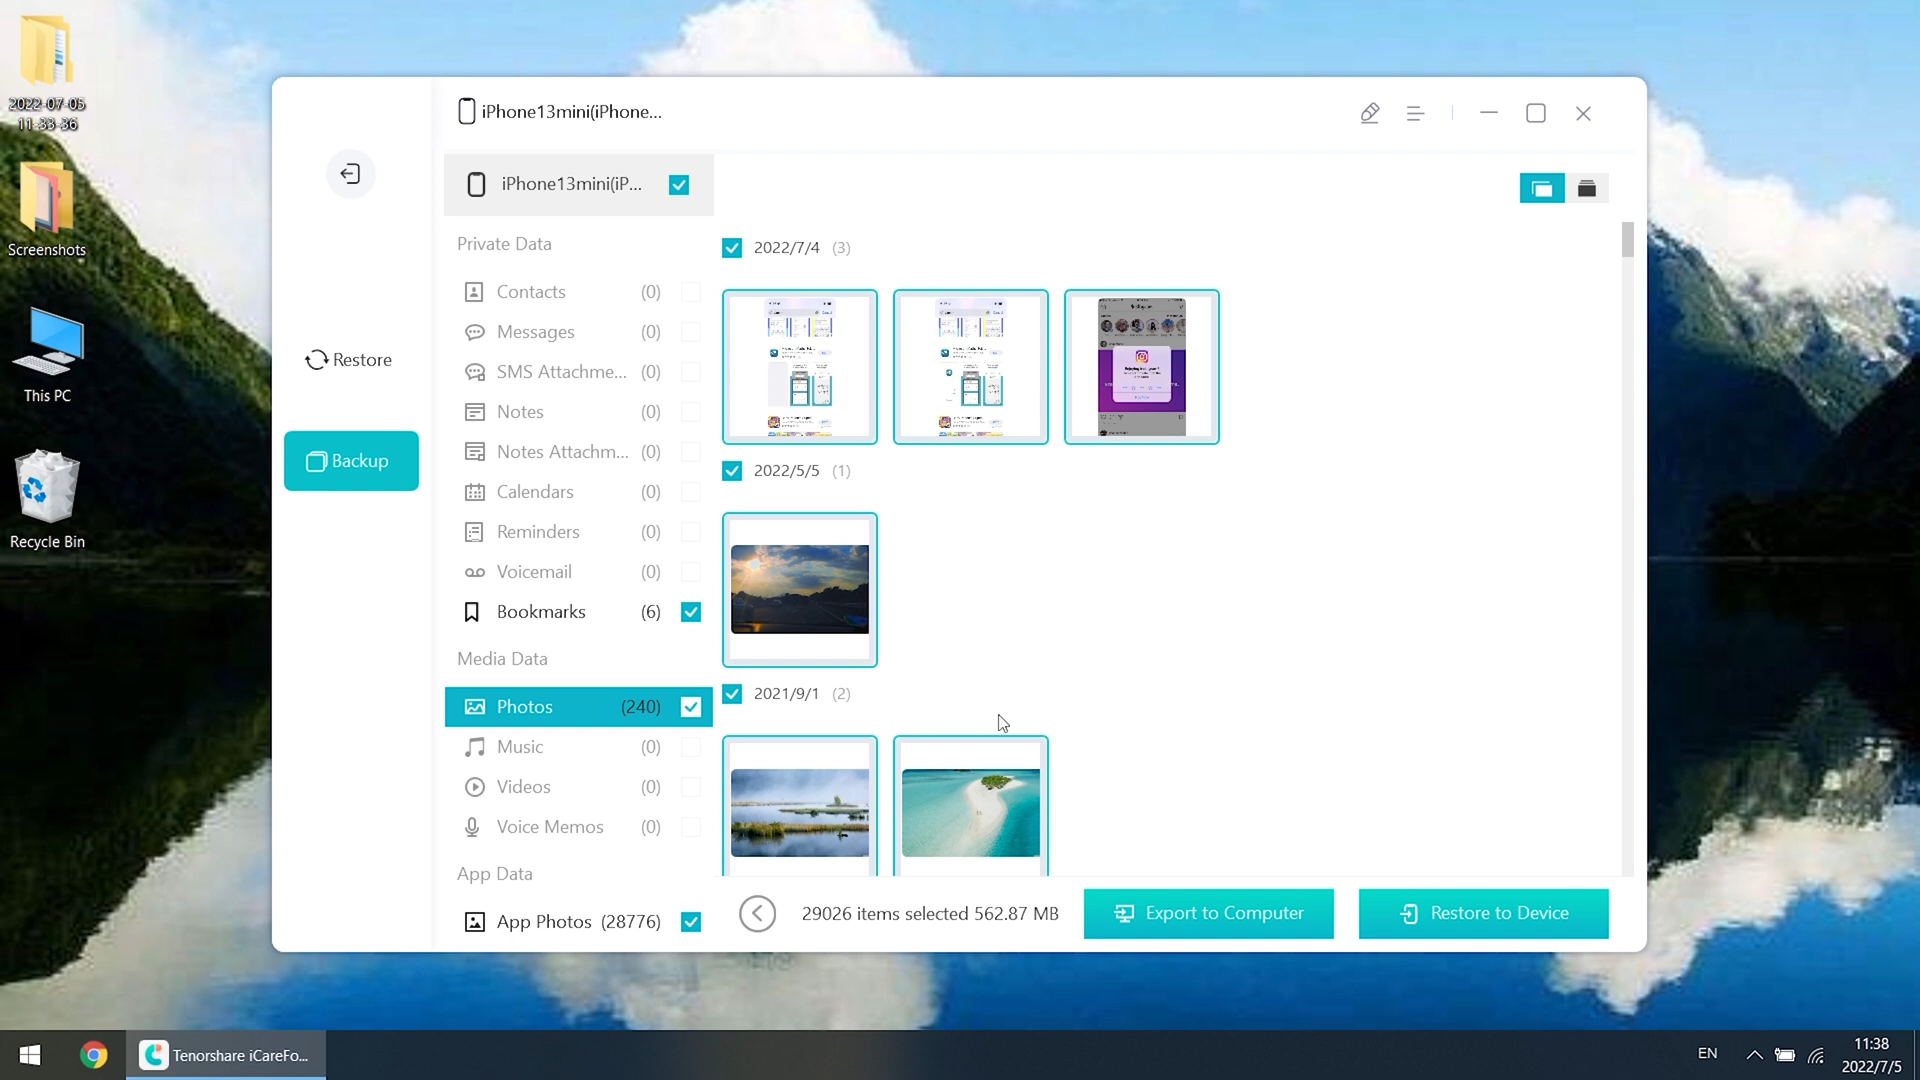 2022-07-05
11-33-36
Screenshots
This PC
Recycle Bin
iPhone13mini(iPhone...
iPhone13mini(iP...
Restore
Backup
Private Data
Contacts (0)
Messages (0)
SMS Attachme... (0)
Notes (0)
Notes Attachm... (0)
Calendars (0)
Reminders (0)
Voicemail (0)
Bookmarks (6)
Media Data
Photos (240)
Music (0)
Videos (0)
Voice Memos (0)
App Data
App Photos (28776)
2022/7/4 (3)
2022/5/5 (1)
2021/9/1 (2)
29026 items selected 562.87 MB
Export to Computer
Restore to Device
Tenorshare iCareFo...
EN
11:38
2022/7/5